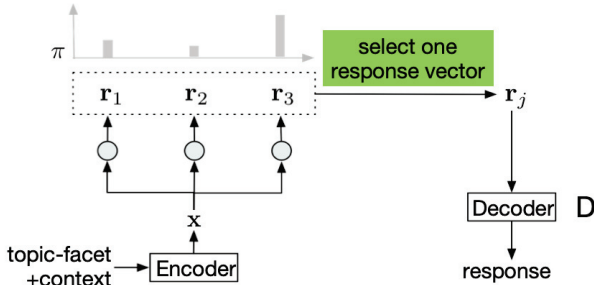 select one
response vector
π
r₁ r₂ r₃
rⱼ
x
Decoder D
topic-facet
+context
Encoder
response